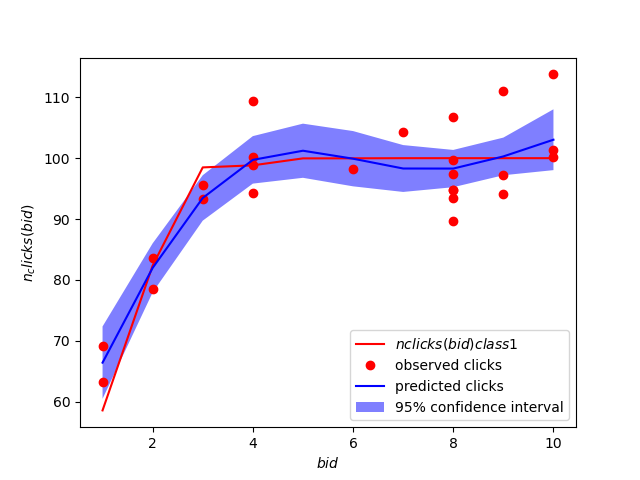 110
100
90
80
70
60
n_clicks(bid)
nclicks(bid)class1
observed clicks
predicted clicks
95% confidence interval
2
4
6
8
10
bid